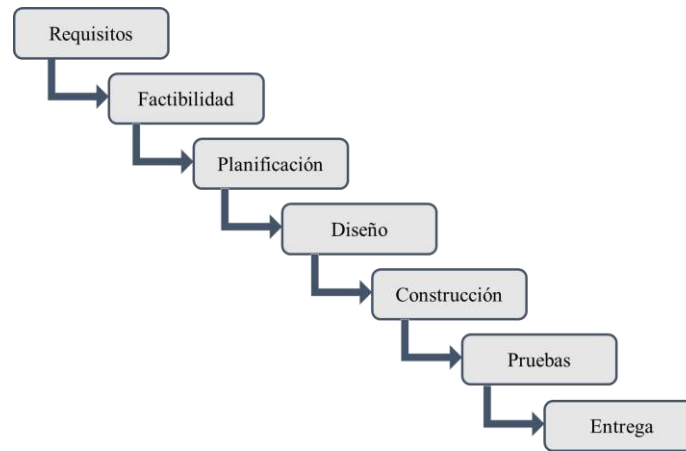 Requisitos
Factibilidad
Planificación
Diseño
Construcción
Pruebas
Entrega